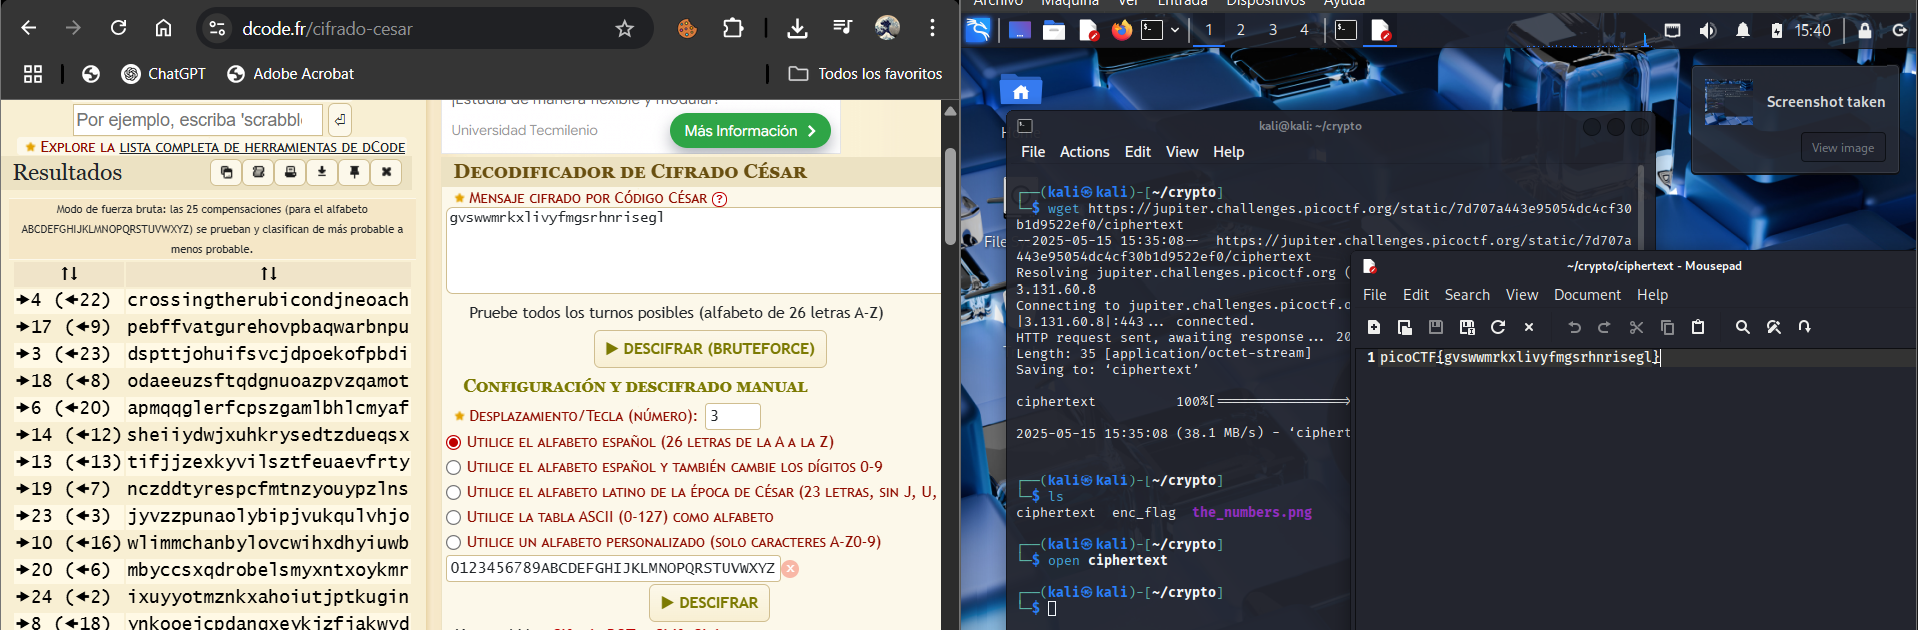 dcode.fr/cifrado-cesar
ChatGPT
Adobe Acrobat
Todos los favoritos
Por ejemplo, escriba 'scrabbl
★ Explore la lista completa de herramientas de dCode
Resultados
Modo de fuerza bruta: las 25 compensaciones (para el alfabeto
ABCDEFGHIJKLMNOPQRSTUVWXYZ) se prueban y clasifican de más probable a
menos probable.
↑↓ ↑↓
➔4 (←22) crossingtherubicondjneoach
➔17 (←9) pebffvatgurehovpbaqwarbnpu
➔3 (←23) dspttjohuifsvcjdpoekofpbdi
➔18 (←8) odaeeuzsftqdgnuoazpvzqamot
➔6 (←20) apmqqglerfcpszgamlbhlcmyaf
➔14 (←12) sheiiydwjxuhkrysedtzdueqsx
➔13 (←13) tifjjzexkyvilsztfeuaevfrty
➔19 (←7) nczddtyrespcfmtnzyouypzlns
➔23 (←3) jyvzzpunaolybipjvukqulvhjo
➔10 (←16) wlimmchanbylovcwihxdhyiuwb
➔20 (←6) mbyccsxqdrobelsmyxntxoykmr
➔24 (←2) ixuyyotmznkxahoiutjptkugin
➔8 (←18) ynkooejcpdanqxeykjzfjakwyd
¡Estudia de manera flexible y modular!
Universidad Tecmilenio
Más Información
Decodificador de Cifrado César
★ Mensaje cifrado por Código César ?
gvswwmrkxlivyfmgsrhnrisegl
Pruebe todos los turnos posibles (alfabeto de 26 letras A-Z)
▶ DESCIFRAR (BRUTEFORCE)
Configuración y descifrado manual
★ Desplazamiento/Tecla (número): 3
Utilice el alfabeto español (26 letras de la A a la Z)
Utilice el alfabeto español y también cambie los dígitos 0-9
Utilice el alfabeto latino de la época de César (23 letras, sin J, U,
Utilice la tabla ASCII (0-127) como alfabeto
Utilice un alfabeto personalizado (solo caracteres A-Z0-9)
0123456789ABCDEFGHIJKLMNOPQRSTUVWXYZ
▶ DESCIFRAR
Archivo Máquina Ver Entrada Dispositivos Ayuda
1 2 3 4
15:40
Screenshot taken
View image
kali@kali: ~/crypto
File Actions Edit View Help
┌──(kali㉿kali)-[~/crypto]
└─$ wget https://jupiter.challenges.picoctf.org/static/7d707a443e95054dc4cf30
b1d9522ef0/ciphertext
--2025-05-15 15:35:08-- https://jupiter.challenges.picoctf.org/static/7d707a
443e95054dc4cf30b1d9522ef0/ciphertext
Resolving jupiter.challenges.picoctf.org (
3.131.60.8
Connecting to jupiter.challenges.picoctf.o
|3.131.60.8|:443... connected.
HTTP request sent, awaiting response... 20
Length: 35 [application/octet-stream]
Saving to: ‘ciphertext’
ciphertext 100%[===================>
2025-05-15 15:35:08 (38.1 MB/s) - ‘ciphert
┌──(kali㉿kali)-[~/crypto]
└─$ ls
ciphertext enc_flag the_numbers.png
┌──(kali㉿kali)-[~/crypto]
└─$ open ciphertext
┌──(kali㉿kali)-[~/crypto]
└─$
File
~/crypto/ciphertext - Mousepad
File Edit Search View Document Help
1 picoCTF{gvswwmrkxlivyfmgsrhnrisegl}